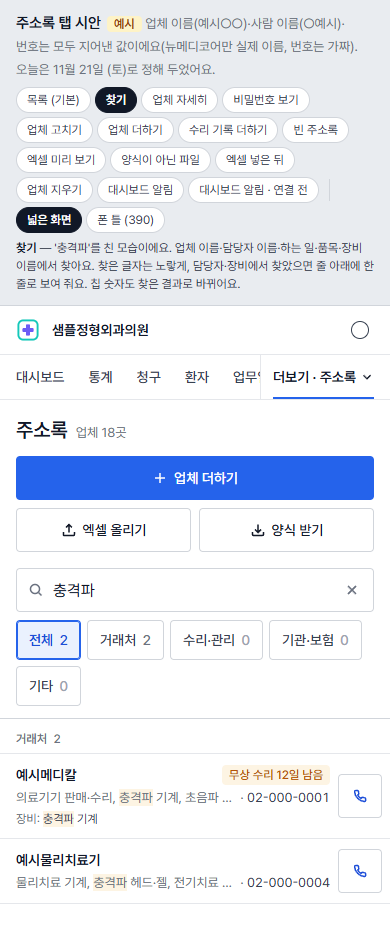 주소록 탭 시안 예시 업체 이름(예시○○)·사람 이름(○예시)·
번호는 모두 지어낸 값이에요(뉴메디코어만 실제 이름, 번호는 가짜).
오늘은 11월 21일 (토)로 정해 두었어요.
목록 (기본) 찾기 업체 자세히 비밀번호 보기
업체 고치기 업체 더하기 수리 기록 더하기 빈 주소록
엑셀 미리 보기 양식이 아닌 파일 엑셀 넣은 뒤
업체 지우기 대시보드 알림 대시보드 알림 · 연결 전
넓은 화면 폰 틀 (390)
찾기 — '충격파'를 친 모습이에요. 업체 이름·담당자 이름·하는 일·품목·장비
이름에서 찾아요. 찾은 글자는 노랗게, 담당자·장비에서 찾았으면 줄 아래에 한
줄로 보여 줘요. 칩 숫자도 찾은 결과로 바뀌어요.
샘플정형외과의원
대시보드 통계 청구 환자 업무 더보기 · 주소록
주소록 업체 18곳
+ 업체 더하기
엑셀 올리기 양식 받기
충격파
전체 2 거래처 2 수리·관리 0 기관·보험 0
기타 0
거래처 2
예시메디칼 무상 수리 12일 남음
의료기기 판매·수리, 충격파 기계, 초음파 ... · 02-000-0001
장비: 충격파 기계
예시물리치료기
물리치료 기계, 충격파 헤드·젤, 전기치료 ... · 02-000-0004